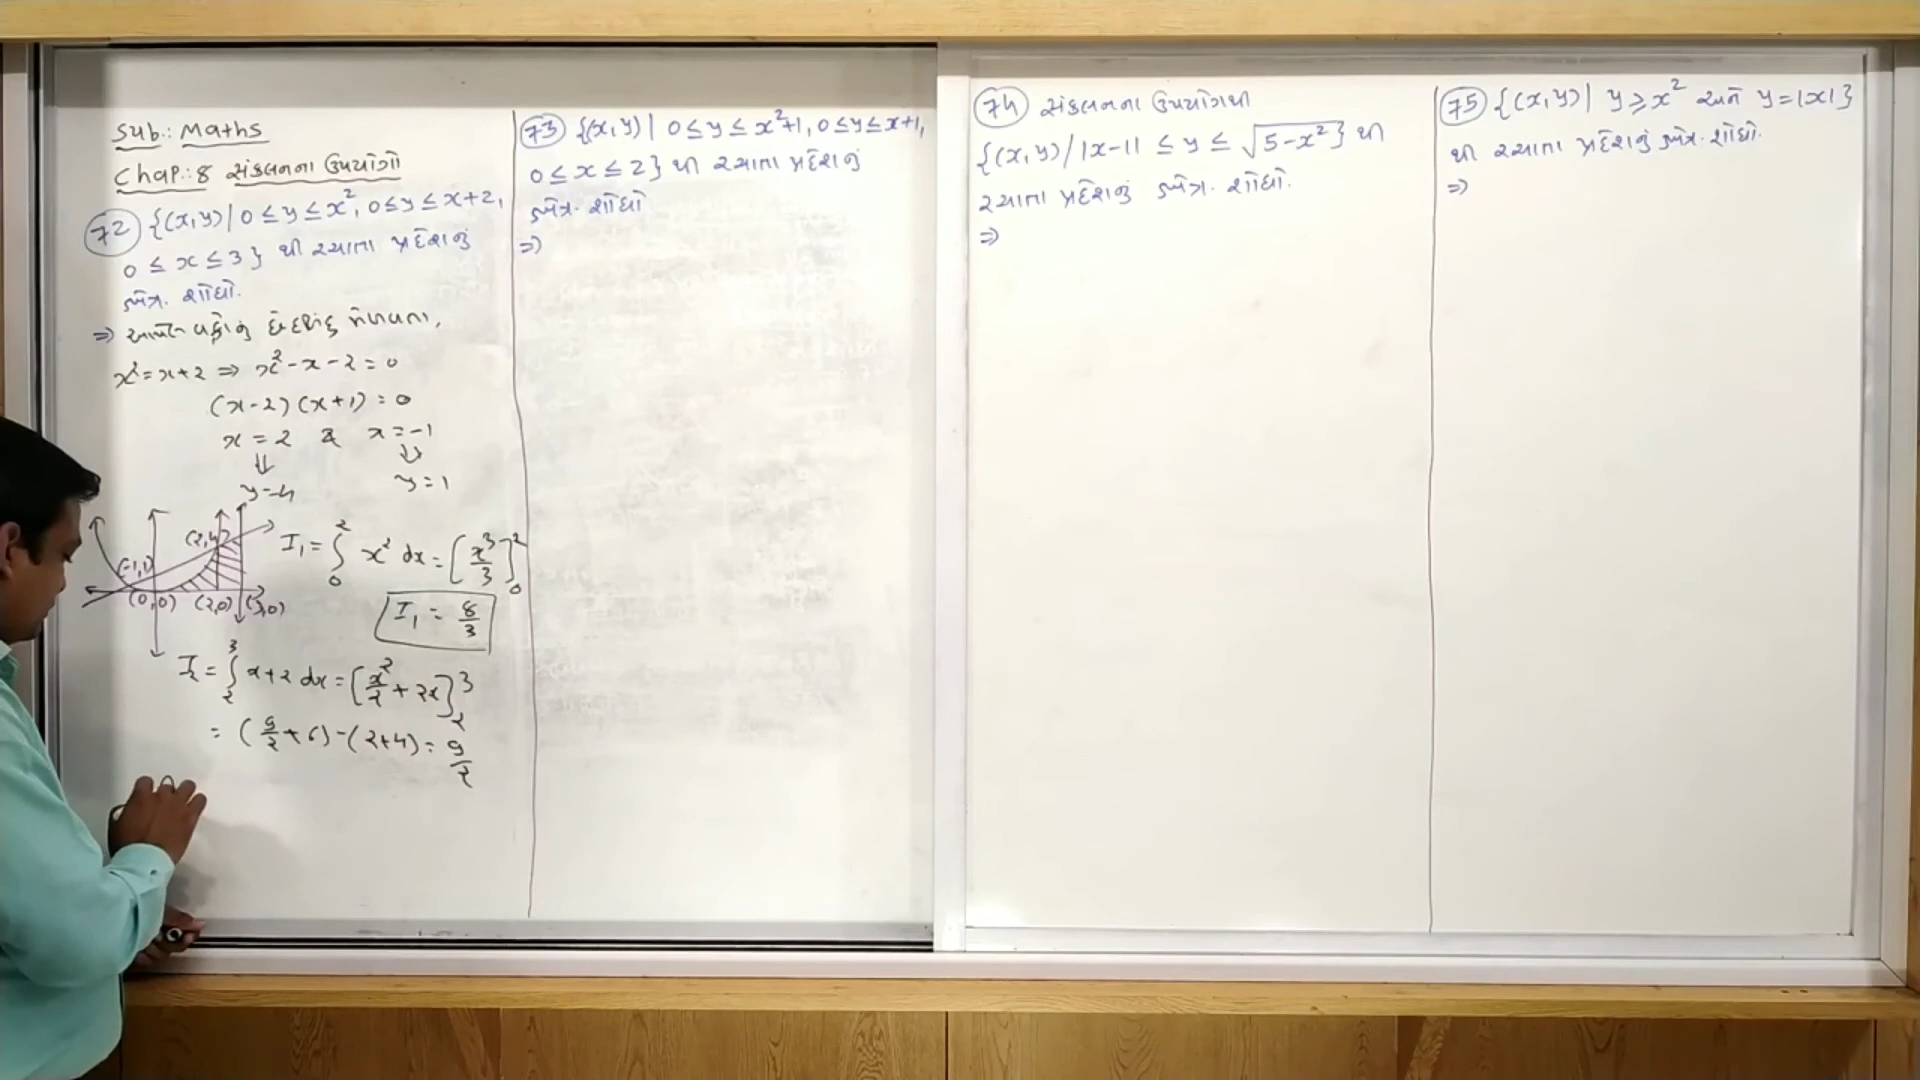 Sub.: Maths
Chap.: 8 સંકલનના ઉપયોગો
72 {(x,y) | 0 ≤ y ≤ x², 0 ≤ y ≤ x+2,
0 ≤ x ≤ 3} થી રચાતા પ્રદેશનું
ક્ષેત્ર. શોધો.
⇒
x² = x+2 ⇒ x² - x - 2 = 0
(x-2) (x+1) = 0
x = 2 & x = -1
⇓ ⇓
y=4 y = 1
(2,4)
(-1,1)
(0,0) (2,0) (3,0)
I₁ = ∫₀² x² dx = [x³/3]₀²
I₁ = 8/3
I₂ = ∫₂³ x+2 dx = [x²/2 + 2x]₂³
= (9/2 + 6) - (2+4) = 9/2
73 {(x,y) | 0 ≤ y ≤ x²+1, 0 ≤ y ≤ x+1,
0 ≤ x ≤ 2} થી રચાતા પ્રદેશનું
ક્ષેત્ર. શોધો
⇒
74 સંકલનના ઉપયોગથી
{(x,y) / |x-1| ≤ y ≤ √(5-x²)} થી
રચાતા પ્રદેશનું ક્ષેત્ર. શોધો.
⇒
75 {(x,y) | y ≥ x² અને y = |x|}
થી રચાતા પ્રદેશનું ક્ષેત્ર. શોધો.
⇒